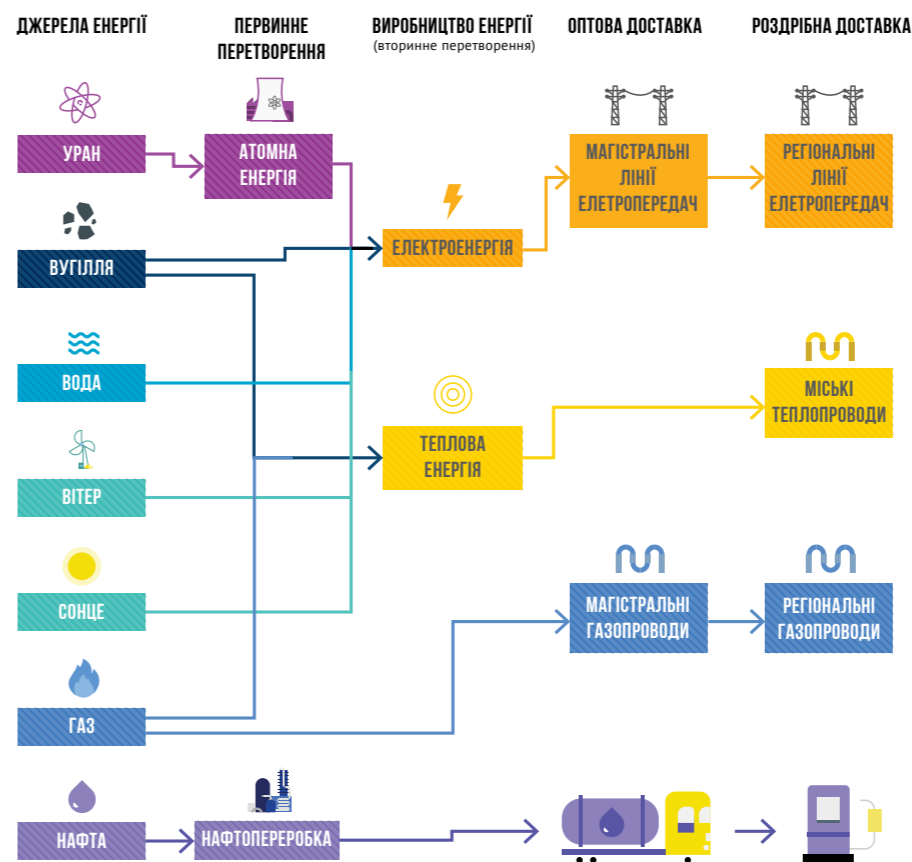 ДЖЕРЕЛА ЕНЕРГІЇ
ПЕРВИННЕ
ПЕРЕТВОРЕННЯ
ВИРОБНИЦТВО ЕНЕРГІЇ
(вторинне перетворення)
ОПТОВА ДОСТАВКА
РОЗДРІБНА ДОСТАВКА
УРАН
АТОМНА
ЕНЕРГІЯ
МАГІСТРАЛЬНІ
ЛІНІЇ
ЕЛЕТРОПЕРЕДАЧ
РЕГІОНАЛЬНІ
ЛІНІЇ
ЕЛЕТРОПЕРЕДАЧ
ВУГІЛЛЯ
ЕЛЕКТРОЕНЕРГІЯ
ВОДА
МІСЬКІ
ТЕПЛОПРОВОДИ
ТЕПЛОВА
ЕНЕРГІЯ
ВІТЕР
СОНЦЕ
МАГІСТРАЛЬНІ
ГАЗОПРОВОДИ
РЕГІОНАЛЬНІ
ГАЗОПРОВОДИ
ГАЗ
НАФТА
НАФТОПЕРЕРОБКА